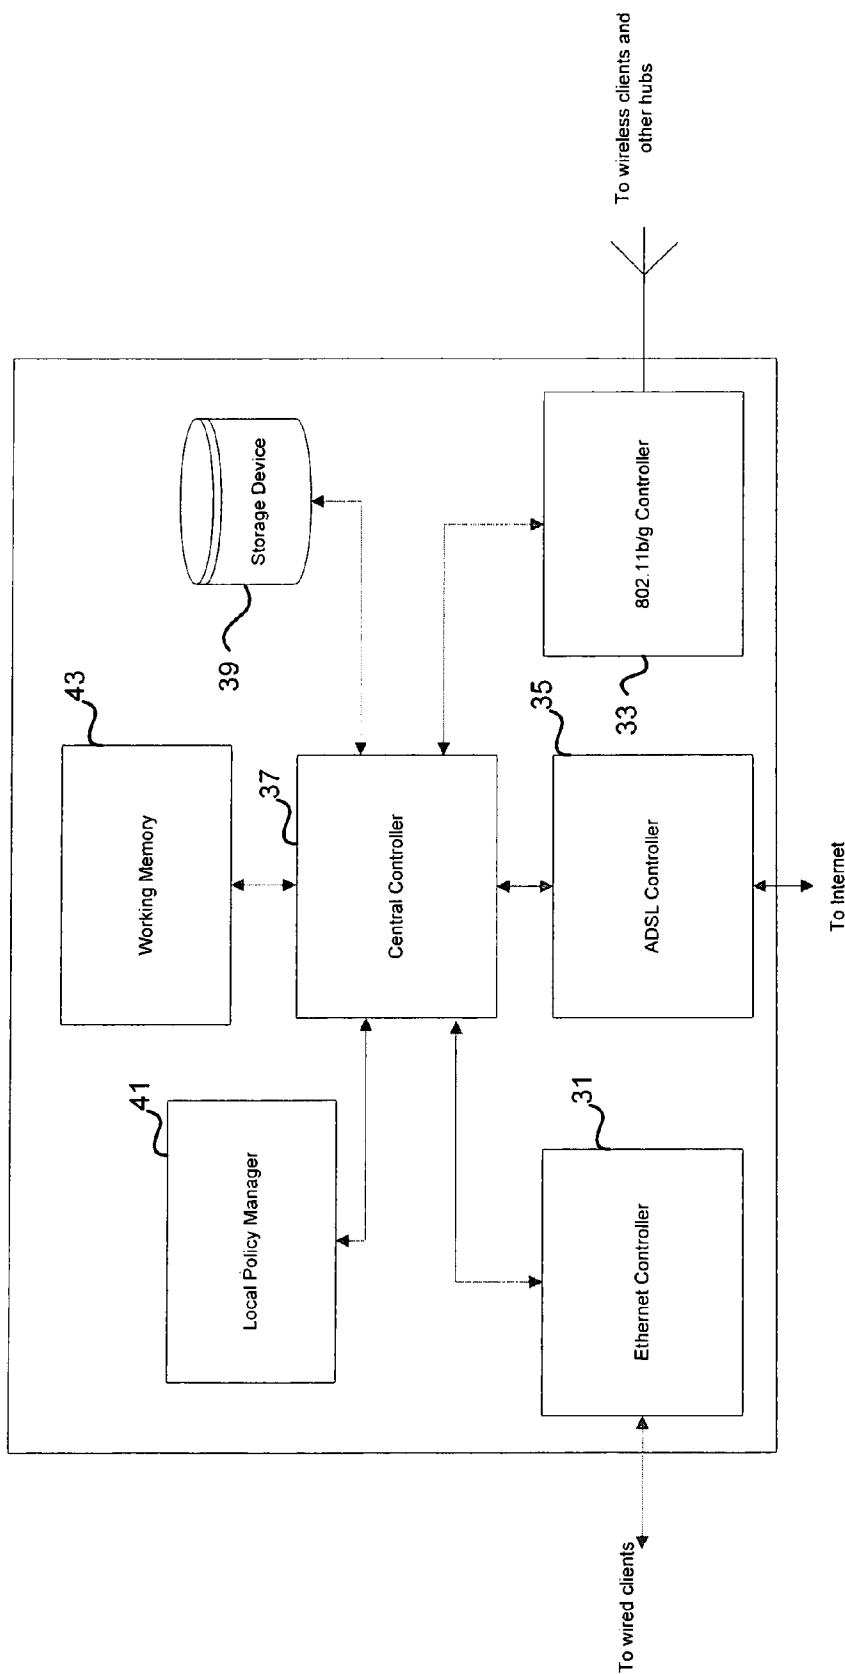 To wired clients
Local Policy Manager
41
Working Memory
43
Storage Device
39
Central Controller
37
Ethernet Controller
31
ADSL Controller
35
802.11b/g Controller
33
To Internet
To wireless clients and
other hubs